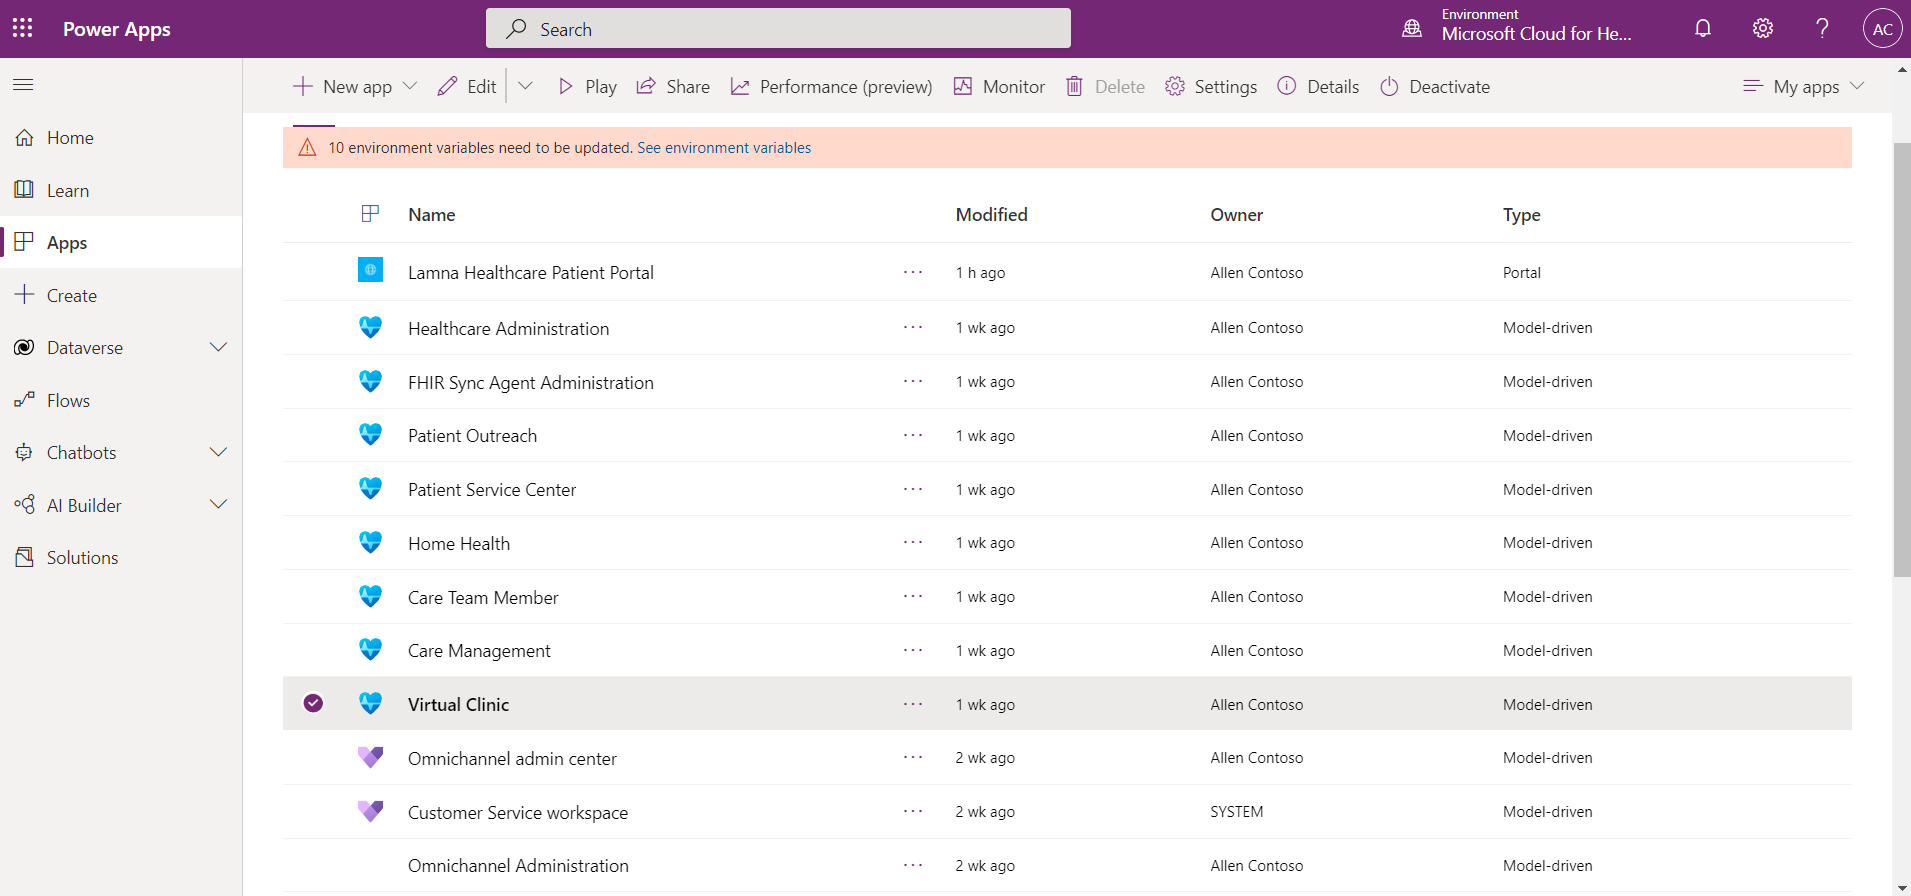 Power Apps
Search
Environment
Microsoft Cloud for He...
AC
New app Edit Play Share Performance (preview) Monitor Delete Settings Details Deactivate My apps
Home
Learn
Apps
Create
Dataverse
Flows
Chatbots
AI Builder
Solutions
10 environment variables need to be updated. See environment variables
Name Modified Owner Type
Lamna Healthcare Patient Portal ... 1 h ago Allen Contoso Portal
Healthcare Administration ... 1 wk ago Allen Contoso Model-driven
FHIR Sync Agent Administration ... 1 wk ago Allen Contoso Model-driven
Patient Outreach ... 1 wk ago Allen Contoso Model-driven
Patient Service Center ... 1 wk ago Allen Contoso Model-driven
Home Health ... 1 wk ago Allen Contoso Model-driven
Care Team Member ... 1 wk ago Allen Contoso Model-driven
Care Management ... 1 wk ago Allen Contoso Model-driven
Virtual Clinic ... 1 wk ago Allen Contoso Model-driven
Omnichannel admin center ... 2 wk ago Allen Contoso Model-driven
Customer Service workspace ... 2 wk ago SYSTEM Model-driven
Omnichannel Administration ... 2 wk ago Allen Contoso Model-driven